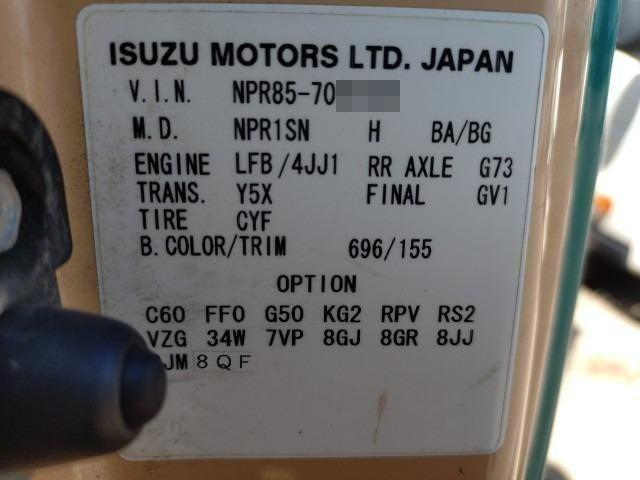 ISUZU MOTORS LTD. JAPAN
V.I.N. NPR85-70
M.D. NPR1SN H BA/BG
ENGINE LFB/4JJ1 RR AXLE G73
TRANS. Y5X FINAL GV1
TIRE CYF
B.COLOR/TRIM 696/155
OPTION
C60 FF0 G50 KG2 RPV RS2
VZG 34W 7VP 8GJ 8GR 8JJ
JM 8QF